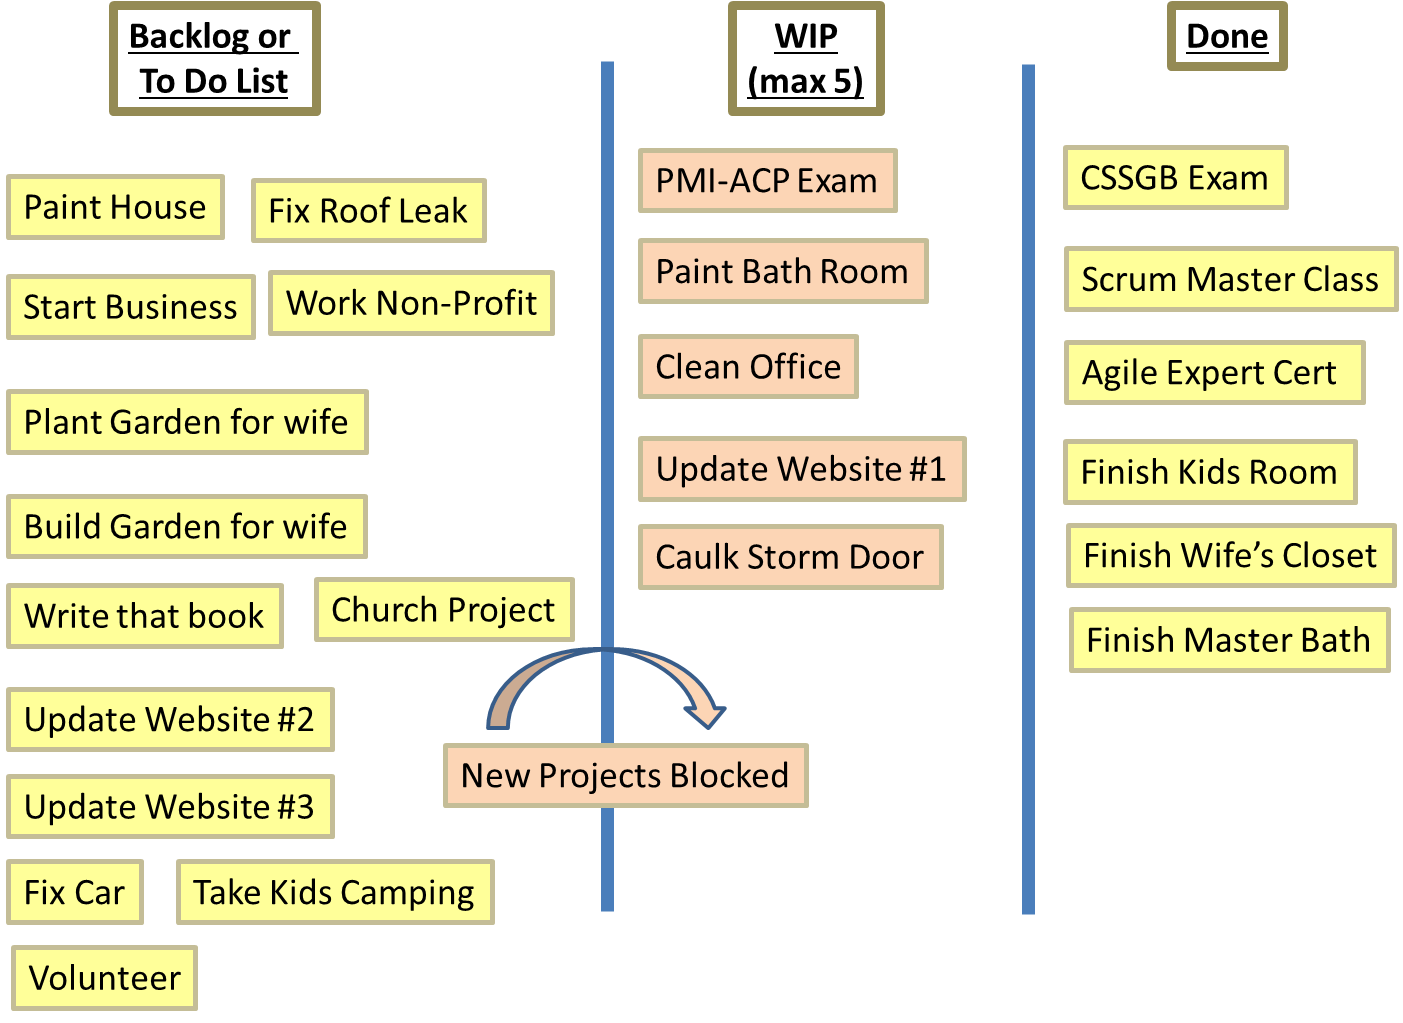 Backlog or
To Do List
WIP
(max 5)
Done
Paint House
Fix Roof Leak
Start Business
Work Non-Profit
Plant Garden for wife
Build Garden for wife
Write that book
Church Project
Update Website #2
Update Website #3
Fix Car
Take Kids Camping
Volunteer
PMI-ACP Exam
Paint Bath Room
Clean Office
Update Website #1
Caulk Storm Door
New Projects Blocked
CSSGB Exam
Scrum Master Class
Agile Expert Cert
Finish Kids Room
Finish Wife’s Closet
Finish Master Bath